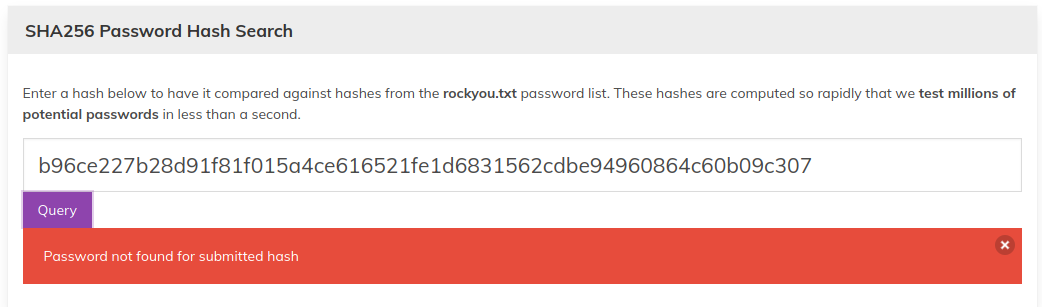 SHA256 Password Hash Search
Enter a hash below to have it compared against hashes from the rockyou.txt password list. These hashes are computed so rapidly that we test millions of
potential passwords in less than a second.
b96ce227b28d91f81f015a4ce616521fe1d6831562cdbe94960864c60b09c307
Query
Password not found for submitted hash